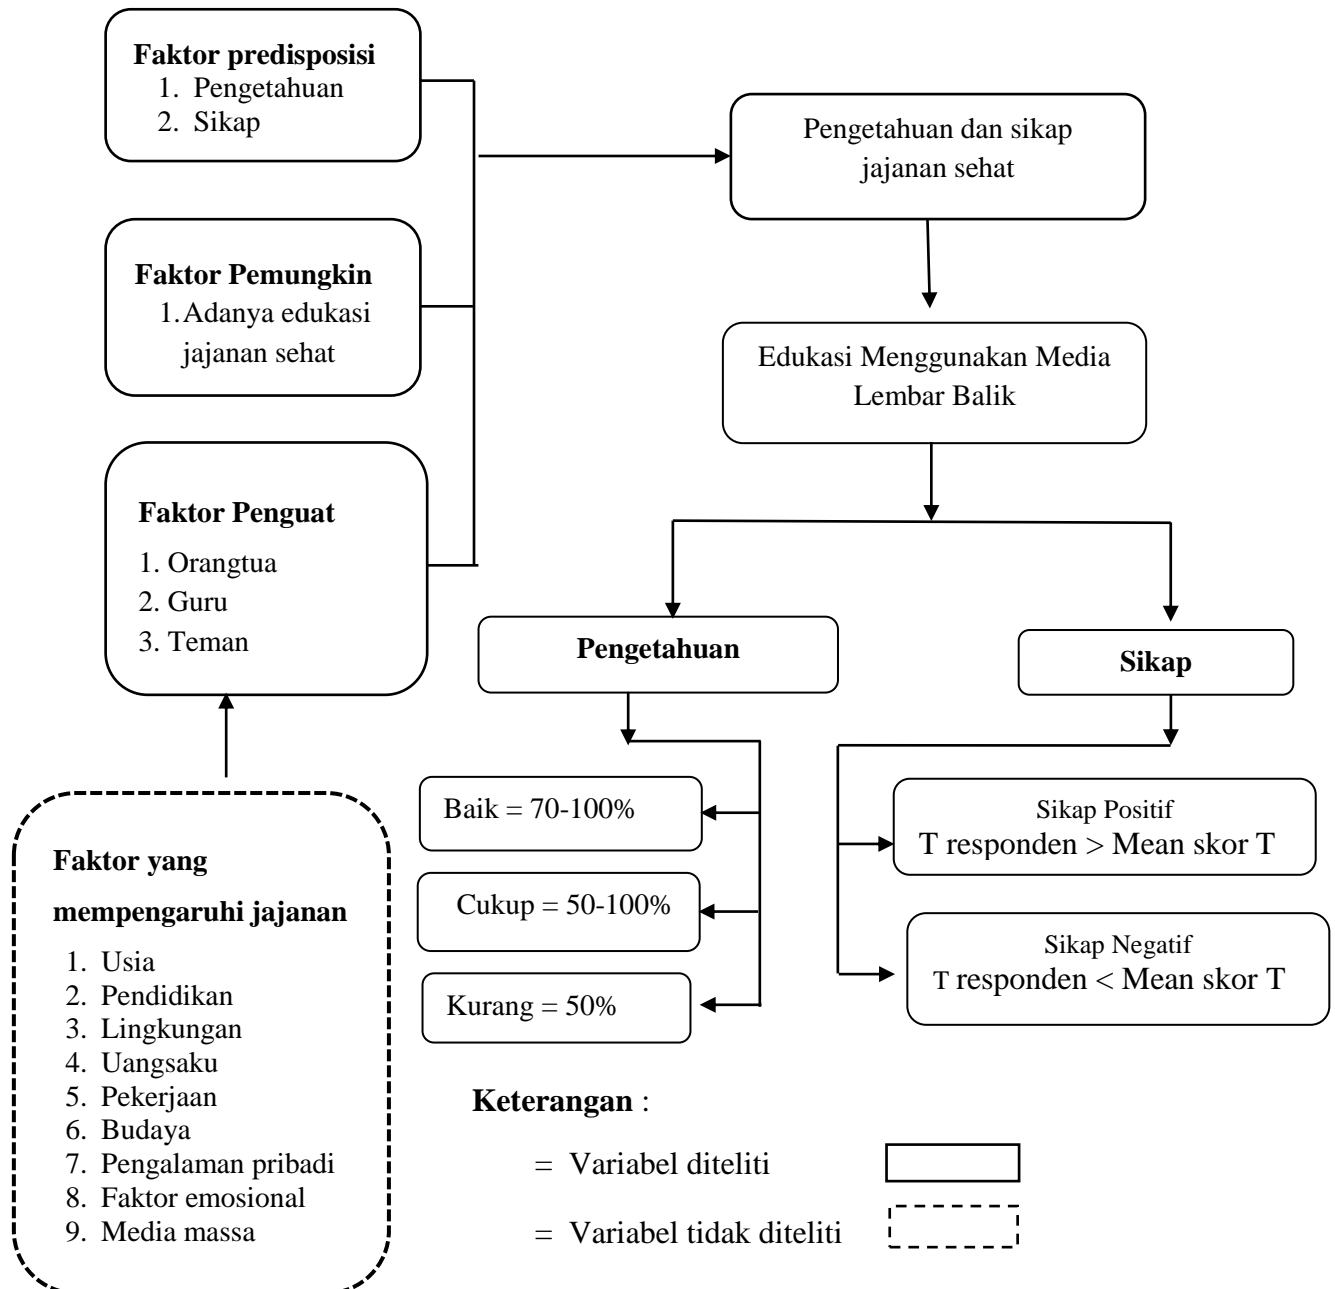 Faktor predisposisi
1. Pengetahuan
2. Sikap
Pengetahuan dan sikap
jajanan sehat
Faktor Pemungkin
1. Adanya edukasi
jajanan sehat
Edukasi Menggunakan Media
Lembar Balik
Faktor Penguat
1. Orangtua
2. Guru
3. Teman
Pengetahuan
Sikap
Baik = 70-100%
Cukup = 50-100%
Kurang = 50%
Sikap Positif
T responden > Mean skor T
Sikap Negatif
T responden < Mean skor T
Faktor yang
mempengaruhi jajanan
1. Usia
2. Pendidikan
3. Lingkungan
4. Uangsaku
5. Pekerjaan
6. Budaya
7. Pengalaman pribadi
8. Faktor emosional
9. Media massa
Keterangan :
= Variabel diteliti
= Variabel tidak diteliti